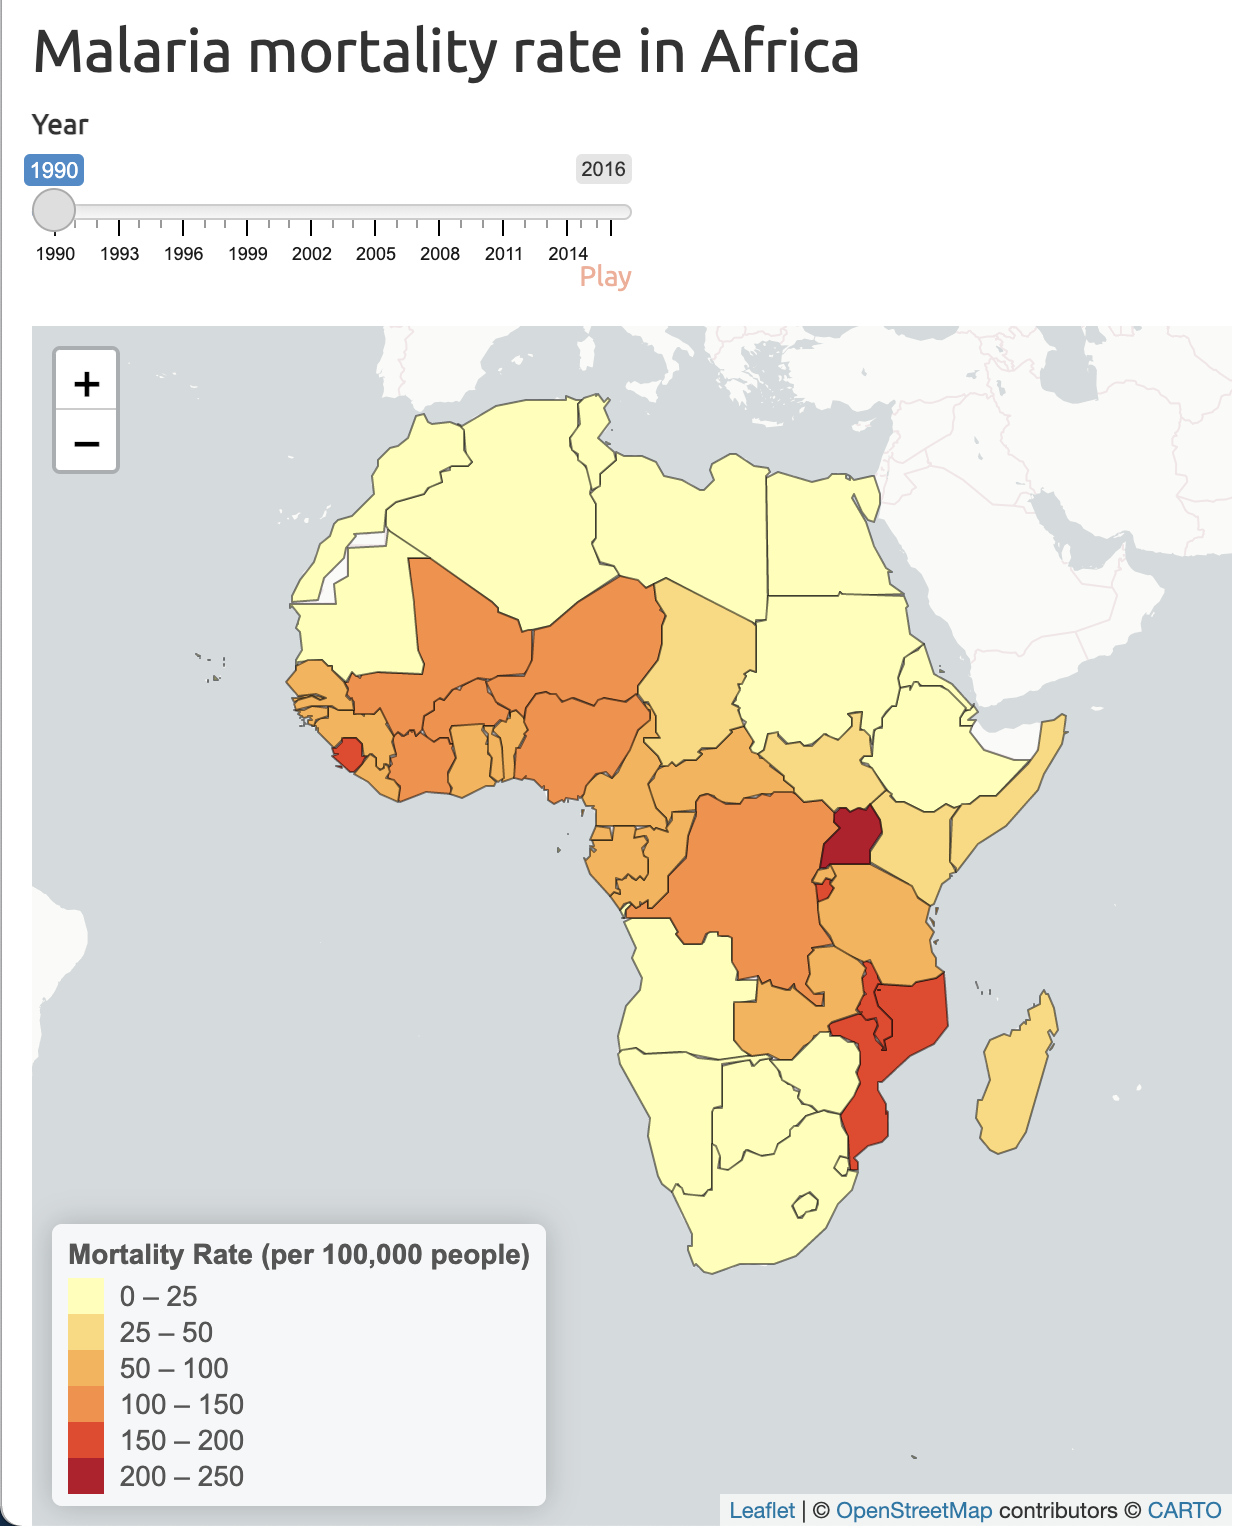 Malaria mortality rate in Africa
Year
1990 2016
1990 1993 1996 1999 2002 2005 2008 2011 2014
Play
+
−
Mortality Rate (per 100,000 people)
0 – 25
25 – 50
50 – 100
100 – 150
150 – 200
200 – 250
Leaflet | © OpenStreetMap contributors © CARTO